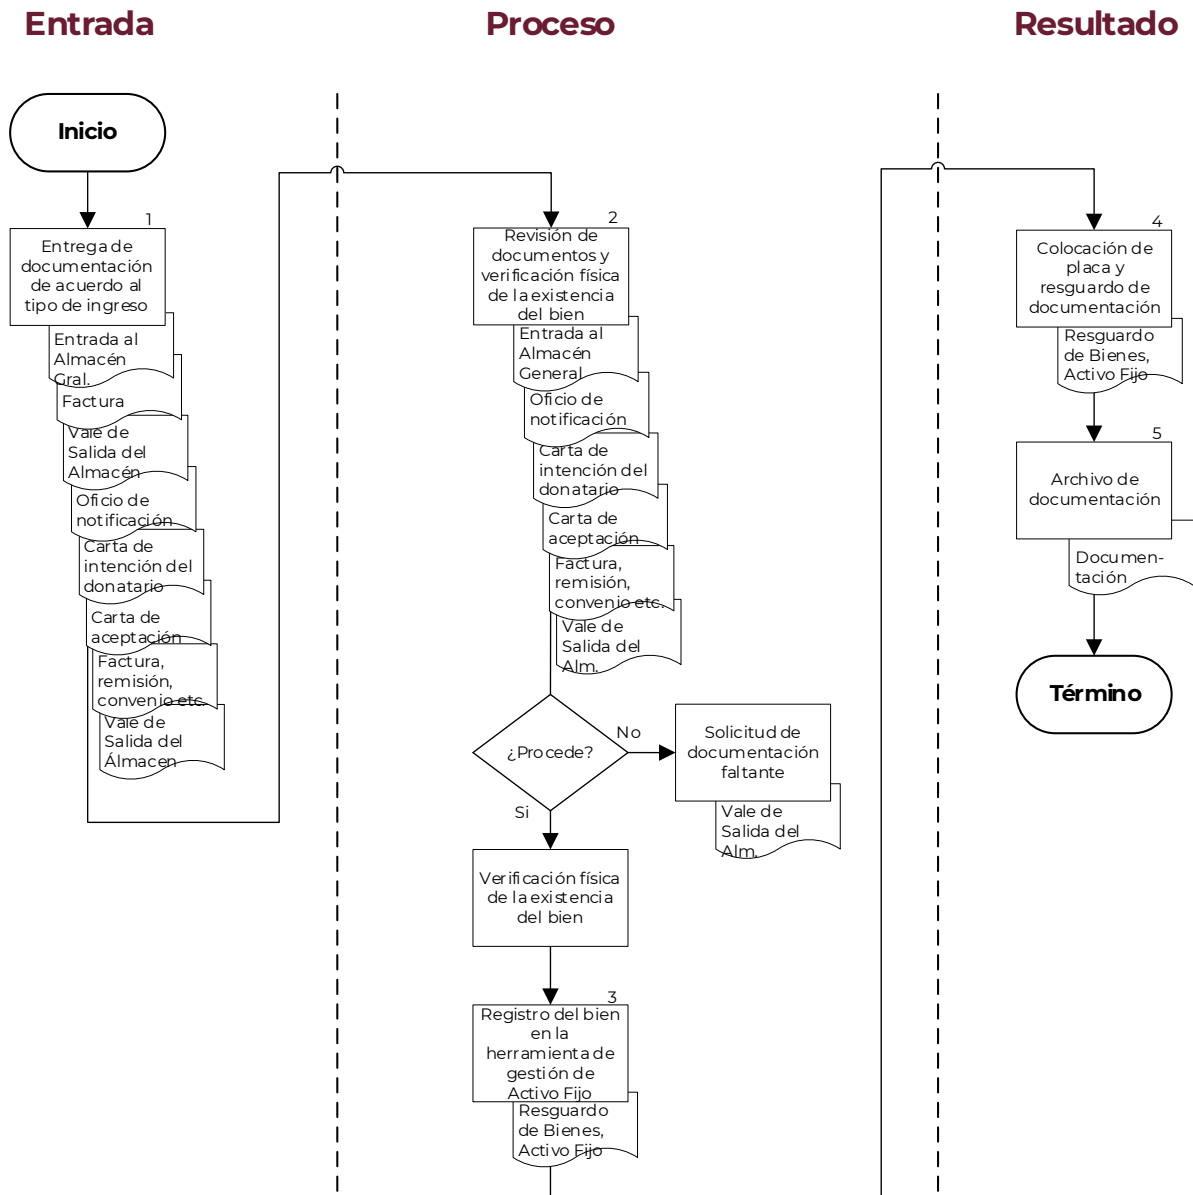 Entrada
Proceso
Resultado
Inicio
1
Entrega de
documentación
de acuerdo al
tipo de ingreso
Entrada al
Almacén
Gral.
Factura
Vale de
Salida del
Almacén
Oficio de
notificación
Carta de
intención del
donatario
Carta de
aceptación
Factura,
remisión,
convenio etc.
Vale de
Salida del
Álmacen
2
Revisión de
documentos y
verificación física
de la existencia
del bien
Entrada al
Almacén
General
Oficio de
notificación
Carta de
intención del
donatario
Carta de
aceptación
Factura,
remisión,
convenio etc.
Vale de
Salida del
Alm.
¿Procede?
No
Solicitud de
documentación
faltante
Vale de
Salida del
Alm.
Si
Verificación física
de la existencia
del bien
3
Registro del bien
en la
herramienta de
gestión de
Activo Fijo
Resguardo
de Bienes,
Activo Fijo
4
Colocación de
placa y
resguardo de
documentación
Resguardo
de Bienes,
Activo Fijo
5
Archivo de
documentación
Documen-
tación
Término